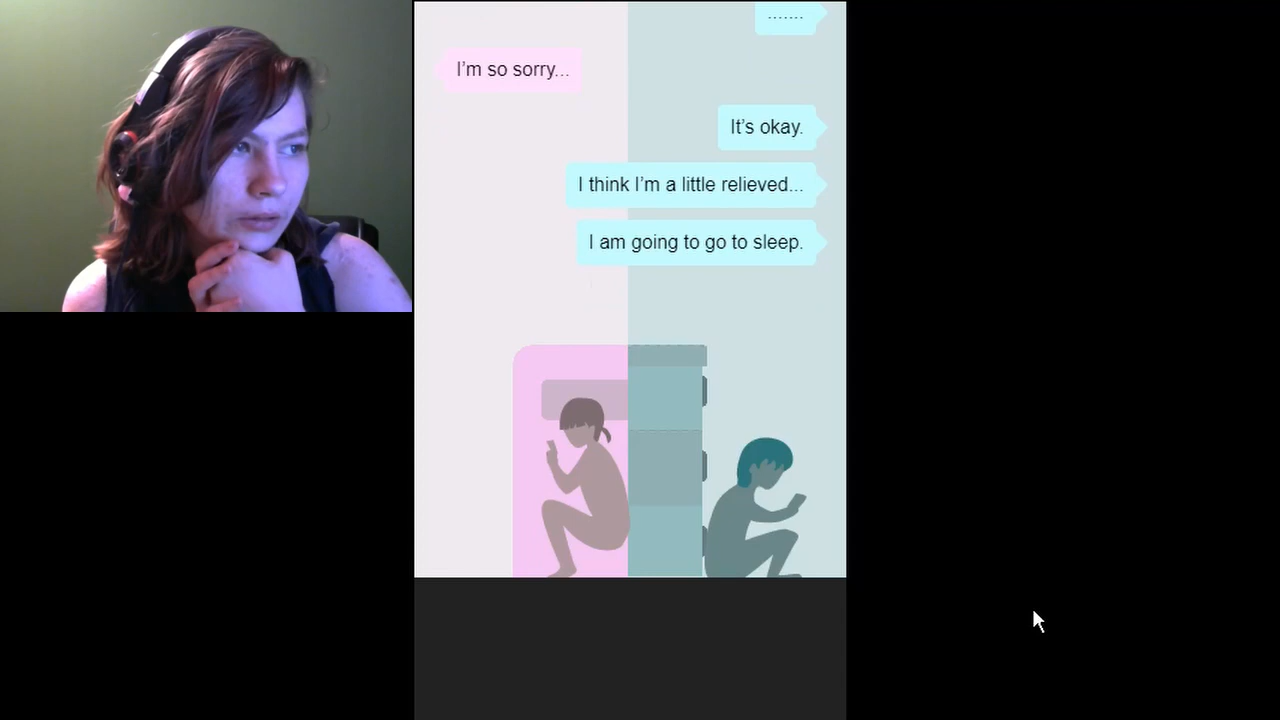 .......
I’m so sorry...
It’s okay.
I think I’m a little relieved...
I am going to go to sleep.